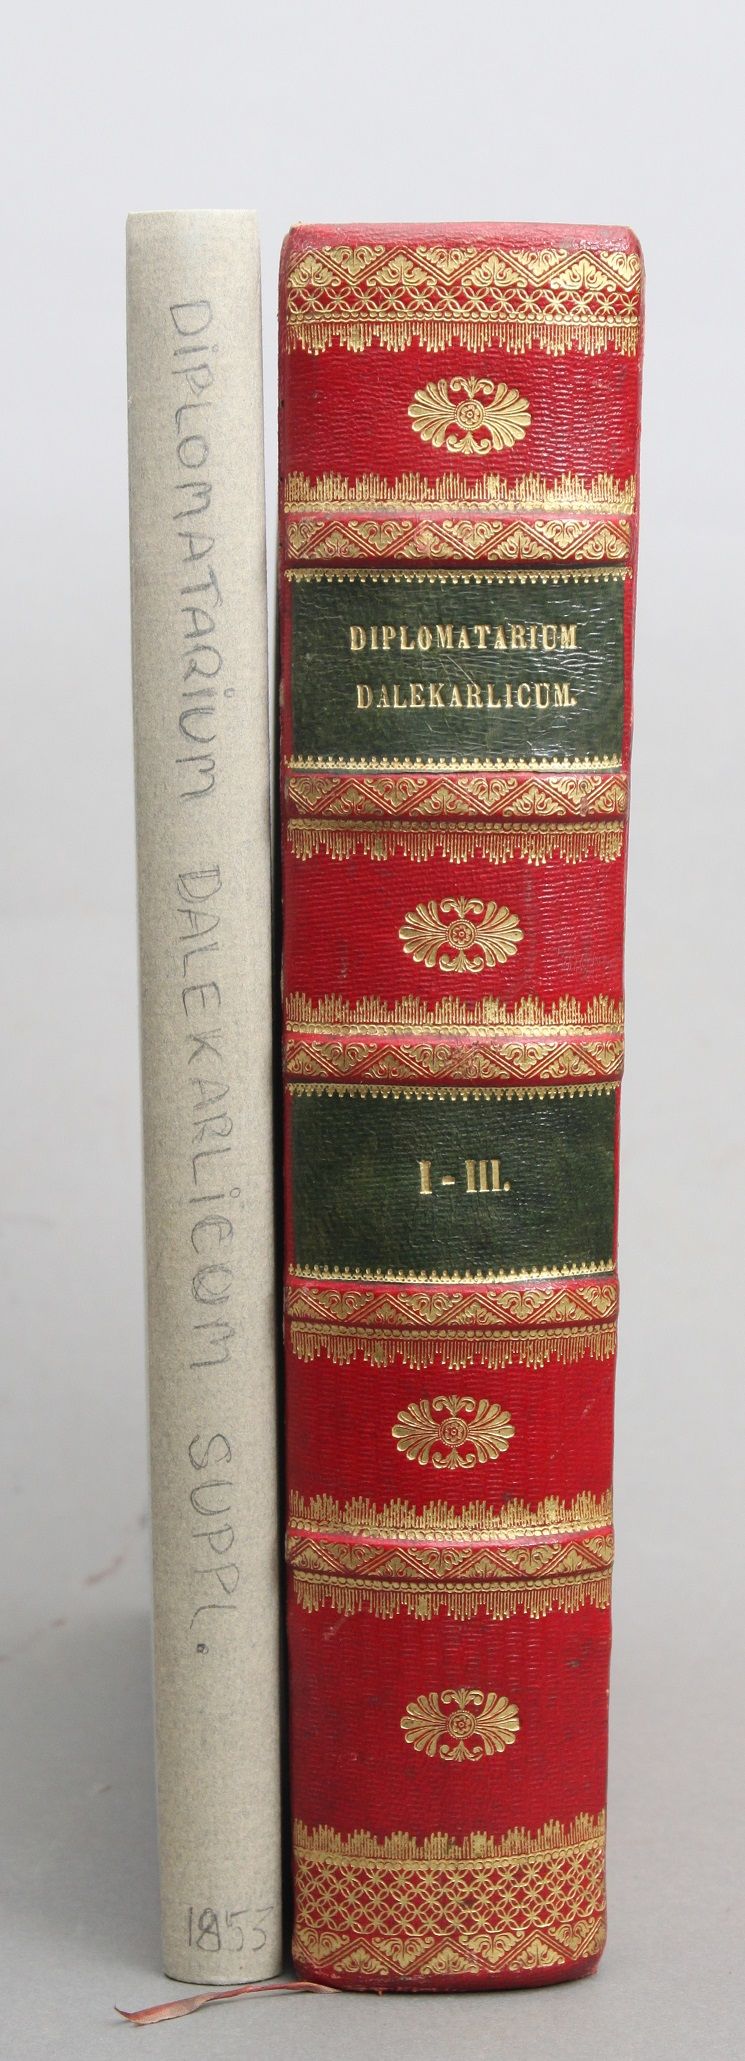 DiPLOMATARiUM DALEKARLiCUM SUPPL.
1853
DIPLOMATARIUM
DALEKARLICUM.
I - III.